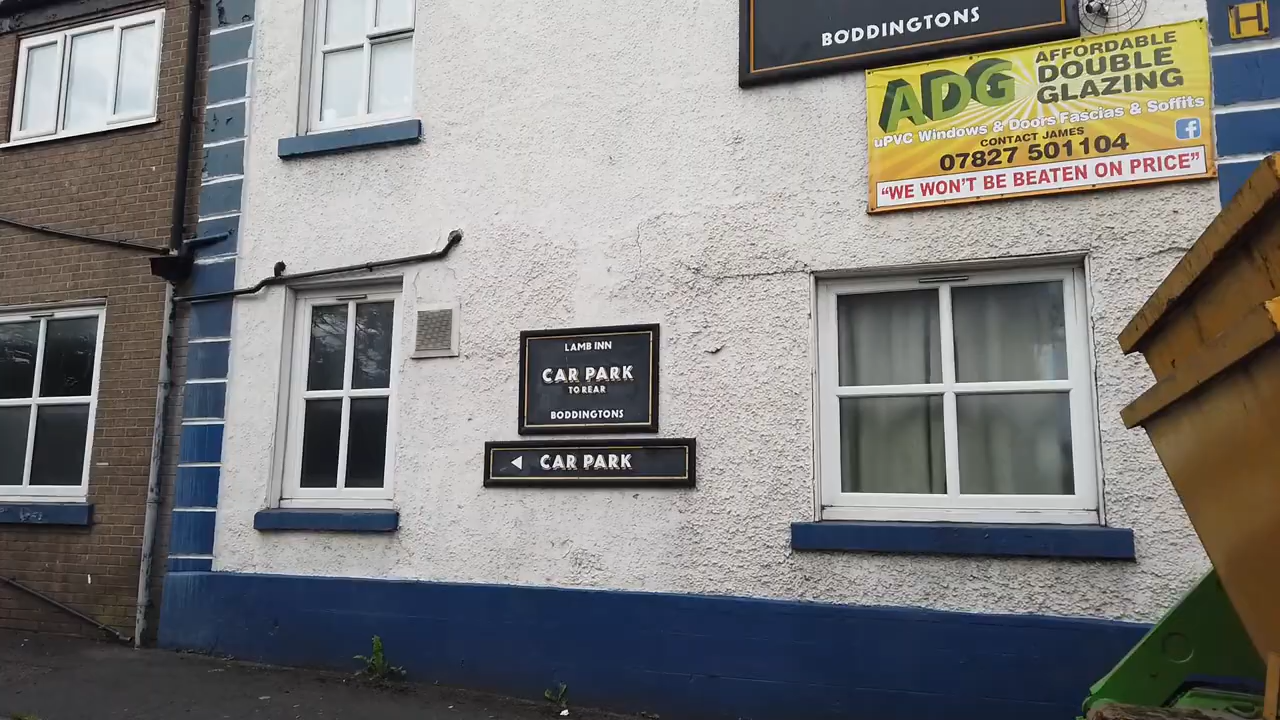 BODDINGTONS
H
ADG
AFFORDABLE
DOUBLE
GLAZING
uPVC Windows & Doors Fascias & Soffits
CONTACT JAMES
f
07827 501104
"WE WON'T BE BEATEN ON PRICE"
LAMB INN
CAR PARK
TO REAR
BODDINGTONS
CAR PARK